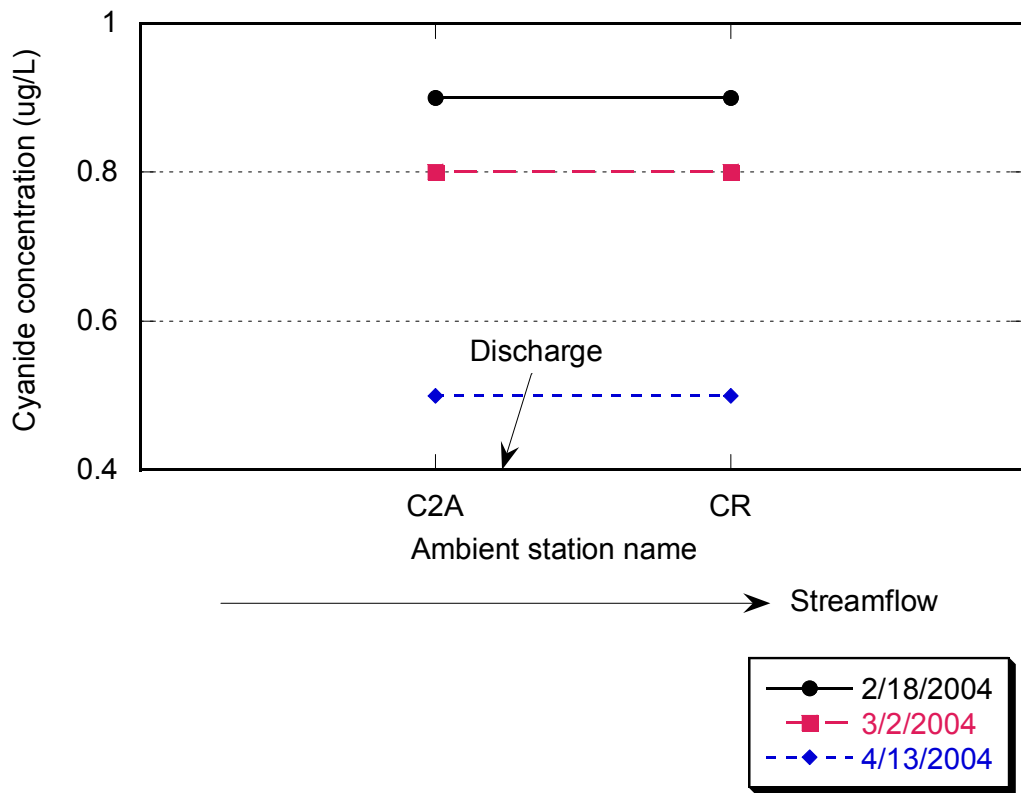 Cyanide concentration (ug/L)
1
0.8
0.6
0.4
Discharge
C2A CR
Ambient station name
Streamflow
2/18/2004
3/2/2004
4/13/2004